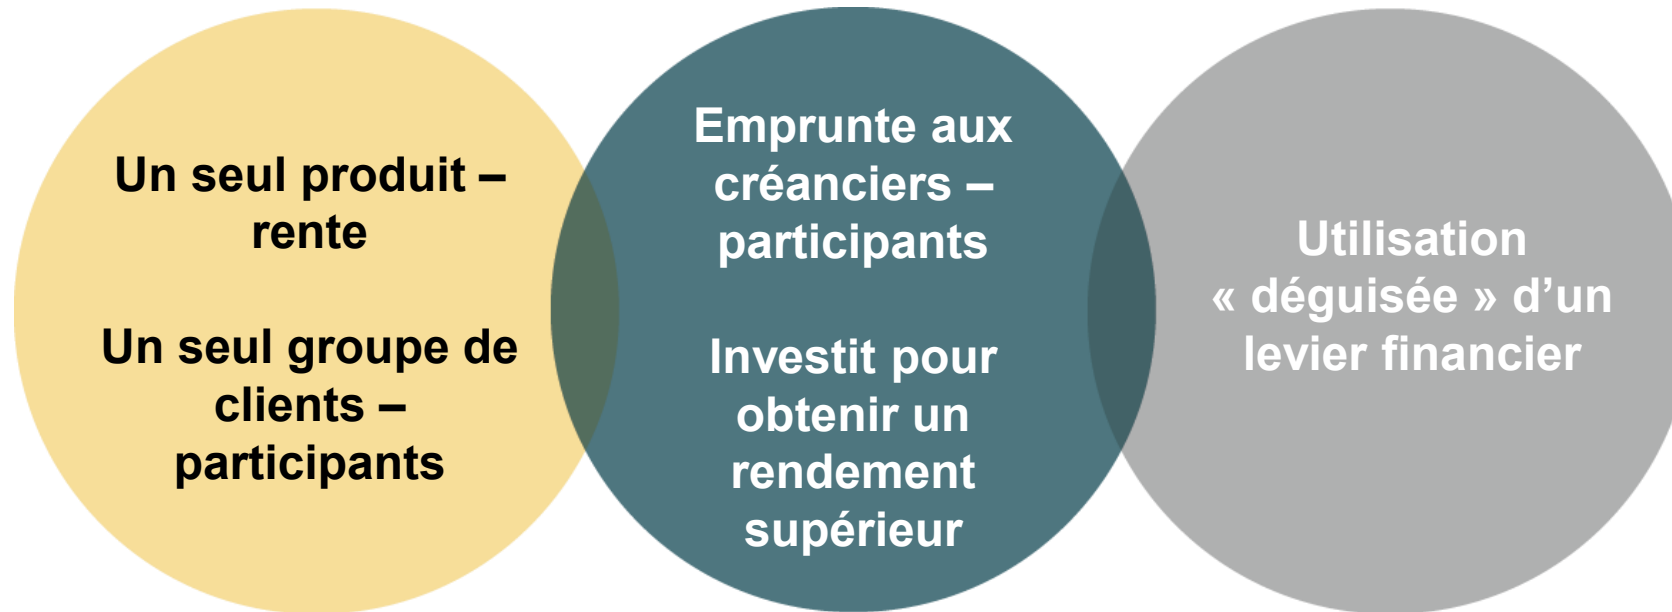 Un seul produit –
rente
Un seul groupe de
clients –
participants
Emprunte aux
créanciers –
participants
Investit pour
obtenir un
rendement
supérieur
Utilisation
« déguisée » d’un
levier financier